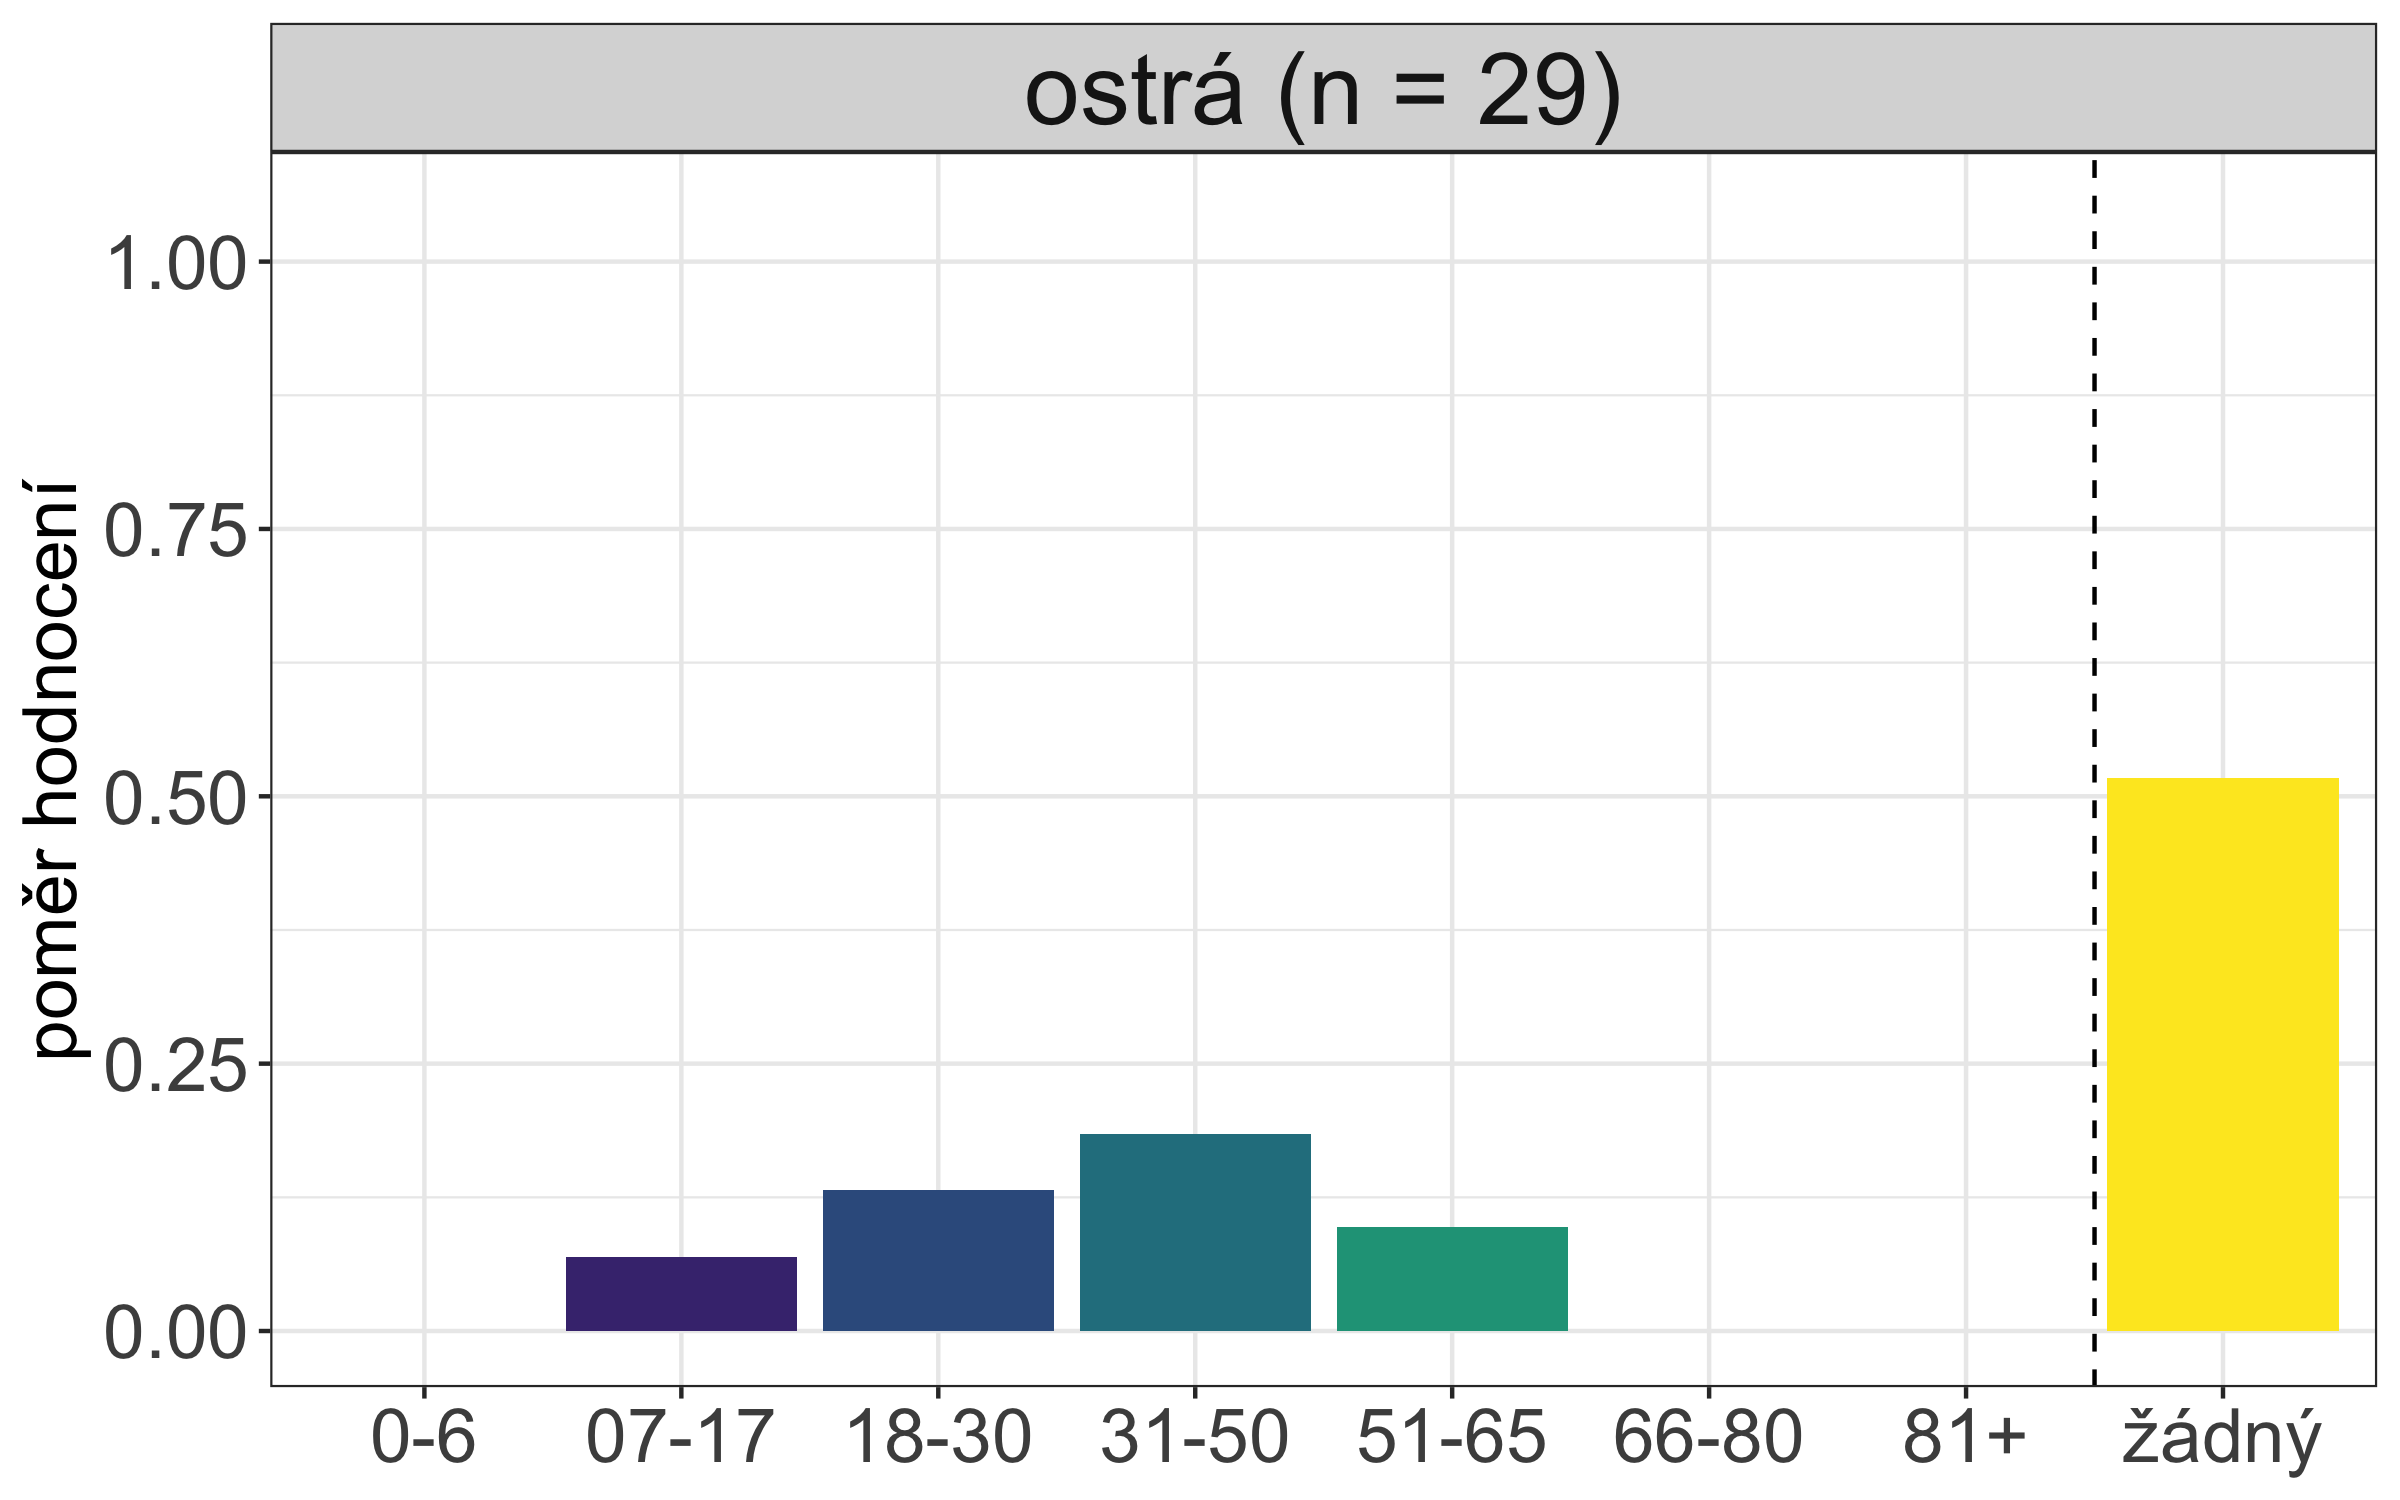 ostrá (n = 29)
poměr hodnocení
1.00
0.75
0.50
0.25
0.00
0-6 07-17 18-30 31-50 51-65 66-80 81+ žádný